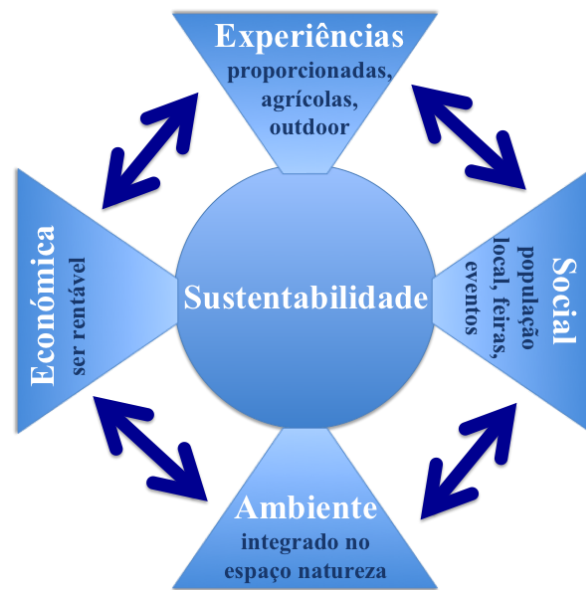 Experiências
proporcionadas,
agrícolas,
outdoor
Económica
ser rentável
Sustentabilidade
Social
população
local, feiras,
eventos
Ambiente
integrado no
espaço natureza